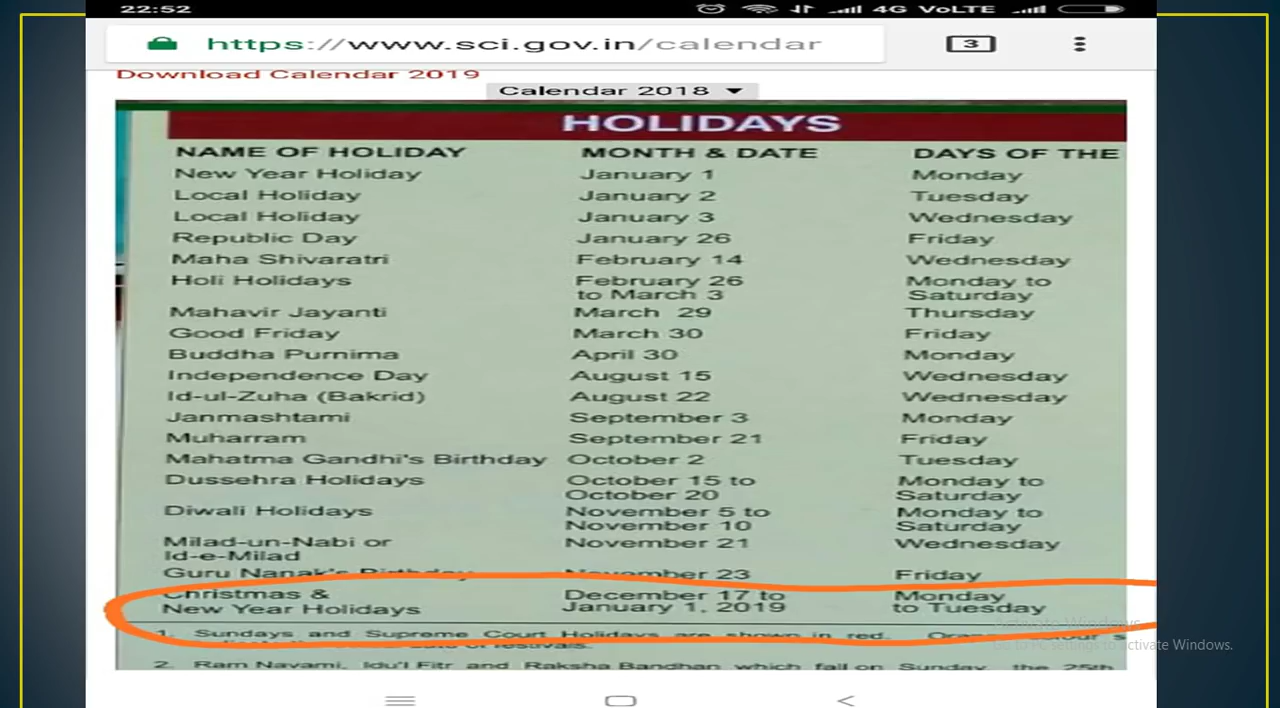 22:52 4G VoLTE
https://www.sci.gov.in/calendar 3
Download Calendar 2019
Calendar 2018
HOLIDAYS
NAME OF HOLIDAY MONTH & DATE DAYS OF THE
New Year Holiday January 1 Monday
Local Holiday January 2 Tuesday
Local Holiday January 3 Wednesday
Republic Day January 26 Friday
Maha Shivaratri February 14 Wednesday
Holi Holidays February 26 Monday to
to March 3 Saturday
Mahavir Jayanti March 29 Thursday
Good Friday March 30 Friday
Buddha Purnima April 30 Monday
Independence Day August 15 Wednesday
Id-ul-Zuha (Bakrid) August 22 Wednesday
Janmashtami September 3 Monday
Muharram September 21 Friday
Mahatma Gandhi's Birthday October 2 Tuesday
Dussehra Holidays October 15 to Monday to
October 20 Saturday
Diwali Holidays November 5 to Monday to
November 10 Saturday
Milad-un-Nabi or November 21 Wednesday
Id-e-Milad
Guru Nanak's Birthday November 23 Friday
Christmas & December 17 to Monday
New Year Holidays January 1, 2019 to Tuesday
1. Sundays and Supreme Court Holidays are shown in red.
of festivals.
2. Ram Navami, Idu'l Fitr and Raksha Bandhan which fall on Sunday, the 25th
Activate Windows
Go to PC settings to activate Windows.